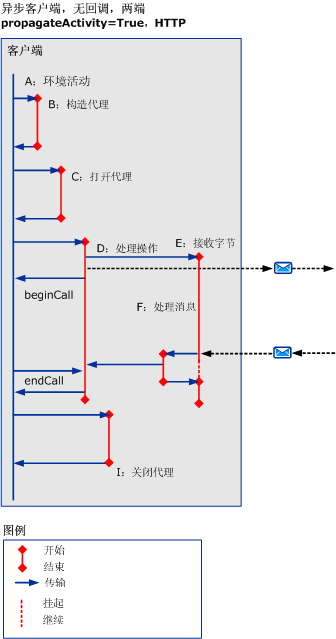 异步客户端，无回调，两端
propagateActivity=True．HTTP
客户端
A：环境活动
B：构造代理
C：打开代理
D：处理操作
E：接收字节
beginCall
F：处理消息
endCall
I：关闭代理
图例
开始
结束
传输
挂起
继续